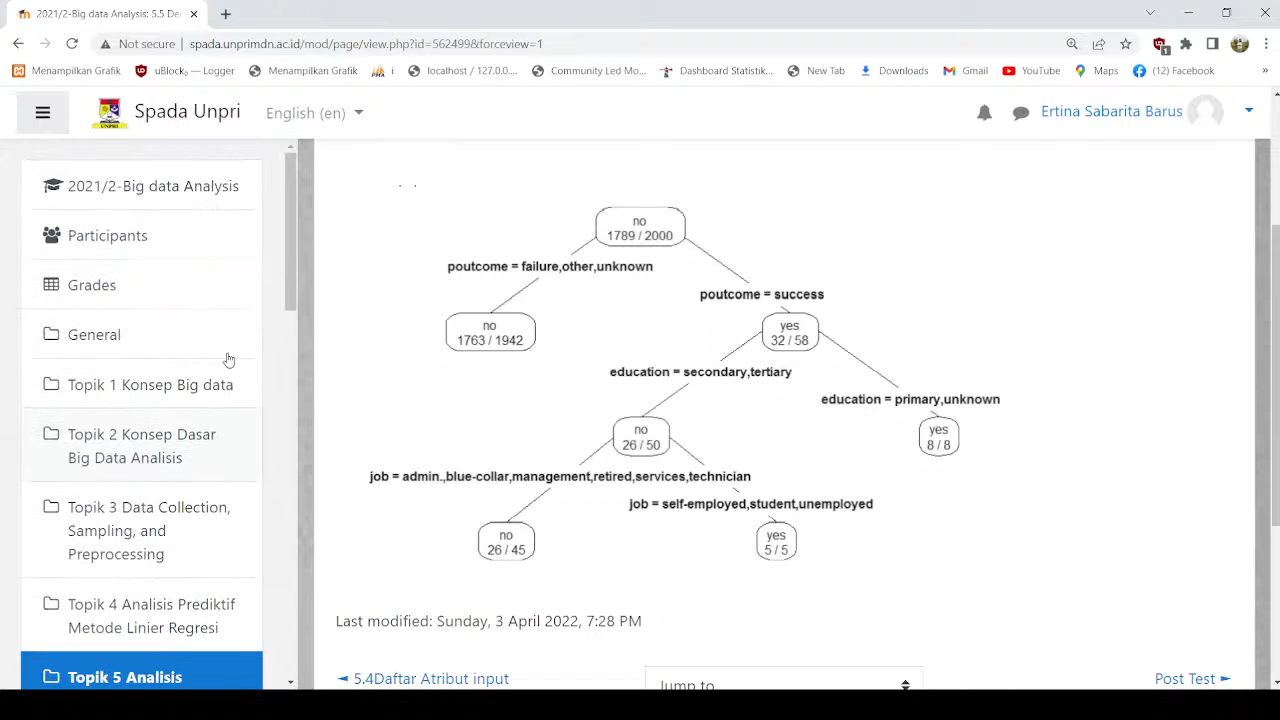 2021/2-Big data Analysis: 5.5 De
Not secure
spada.unprimdn.ac.id/mod/page/view.php?id=562499&forceview=1
Menampilkan Grafik
uBlock₀ — Logger
Menampilkan Grafik
i
localhost / 127.0.0....
Community Led Mo...
Dashboard Statistik...
New Tab
Downloads
Gmail
YouTube
Maps
(12) Facebook
»
Spada Unpri
English (en)
Ertina Sabarita Barus
2021/2-Big data Analysis
Participants
Grades
General
Topik 1 Konsep Big data
Topik 2 Konsep Dasar
Big Data Analisis
Topik 3 Data Collection,
Sampling, and
Preprocessing
Topik 4 Analisis Prediktif
Metode Linier Regresi
Topik 5 Analisis
no
1789 / 2000
poutcome = failure,other,unknown
poutcome = success
no
1763 / 1942
yes
32 / 58
education = secondary,tertiary
education = primary,unknown
no
26 / 50
yes
8 / 8
job = admin.,blue-collar,management,retired,services,technician
job = self-employed,student,unemployed
no
26 / 45
yes
5 / 5
Last modified: Sunday, 3 April 2022, 7:28 PM
◄ 5.4Daftar Atribut input
Jump to
Post Test ►